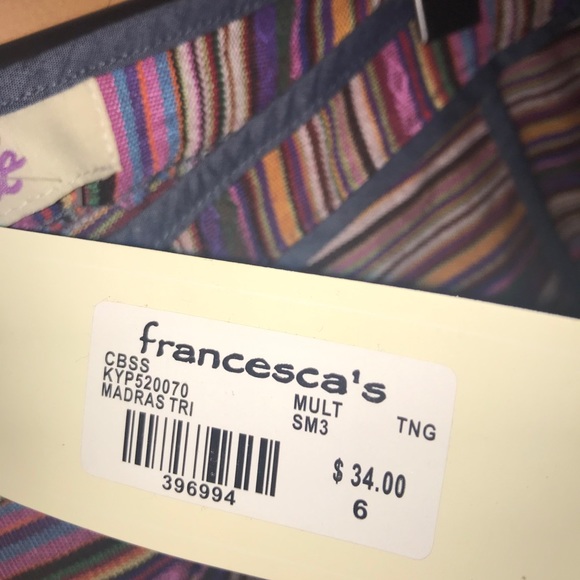 francesca's
CBSS
KYP520070
MADRAS TRI
MULT
SM3
TNG
$ 34.00
6
396994